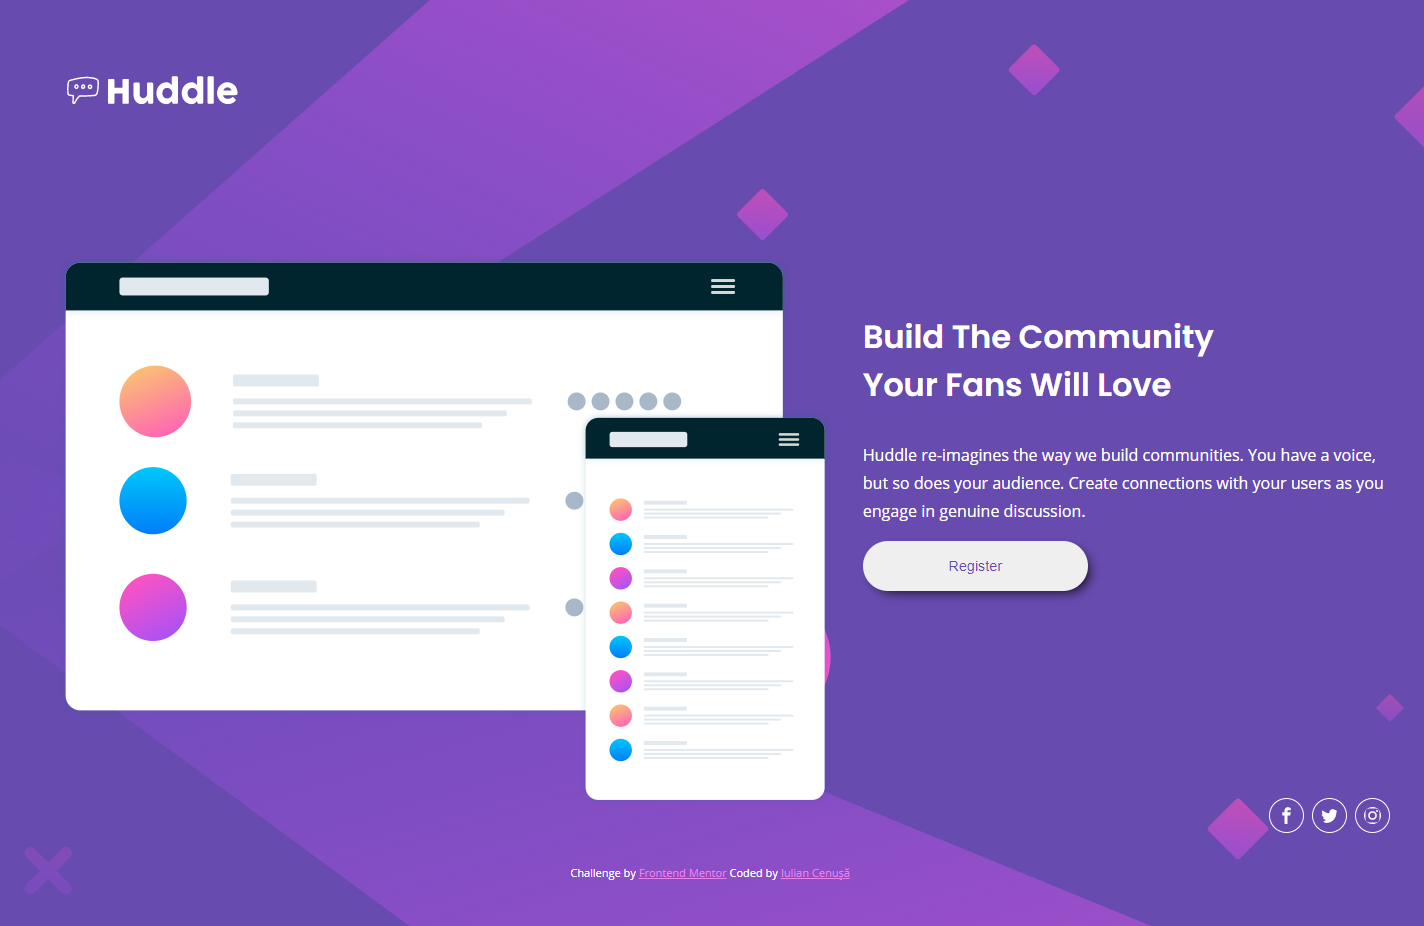 Huddle
Build The Community
Your Fans Will Love
Huddle re-imagines the way we build communities. You have a voice,
but so does your audience. Create connections with your users as you
engage in genuine discussion.
Register
Challenge by Frontend Mentor Coded by Iulian Cenușă